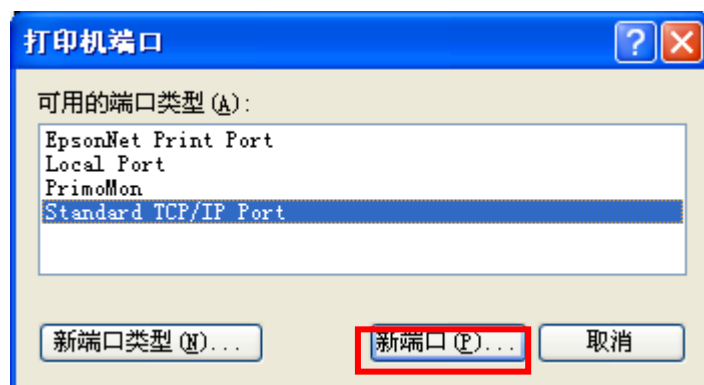 打印机端口
可用的端口类型(A):
EpsonNet Print Port
Local Port
PrimoMon
Standard TCP/IP Port
新端口类型(N)... 新端口(P)... 取消